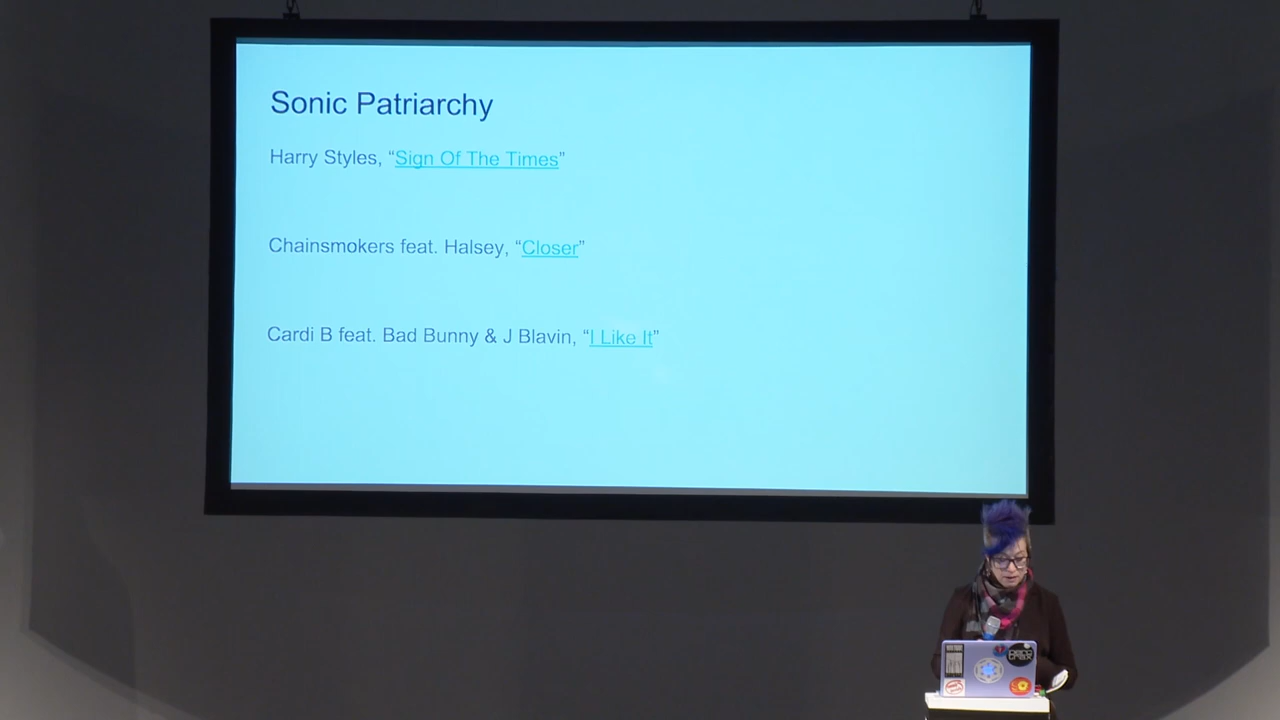 Sonic Patriarchy
Harry Styles, “Sign Of The Times”
Chainsmokers feat. Halsey, “Closer”
Cardi B feat. Bad Bunny & J Blavin, “I Like It”